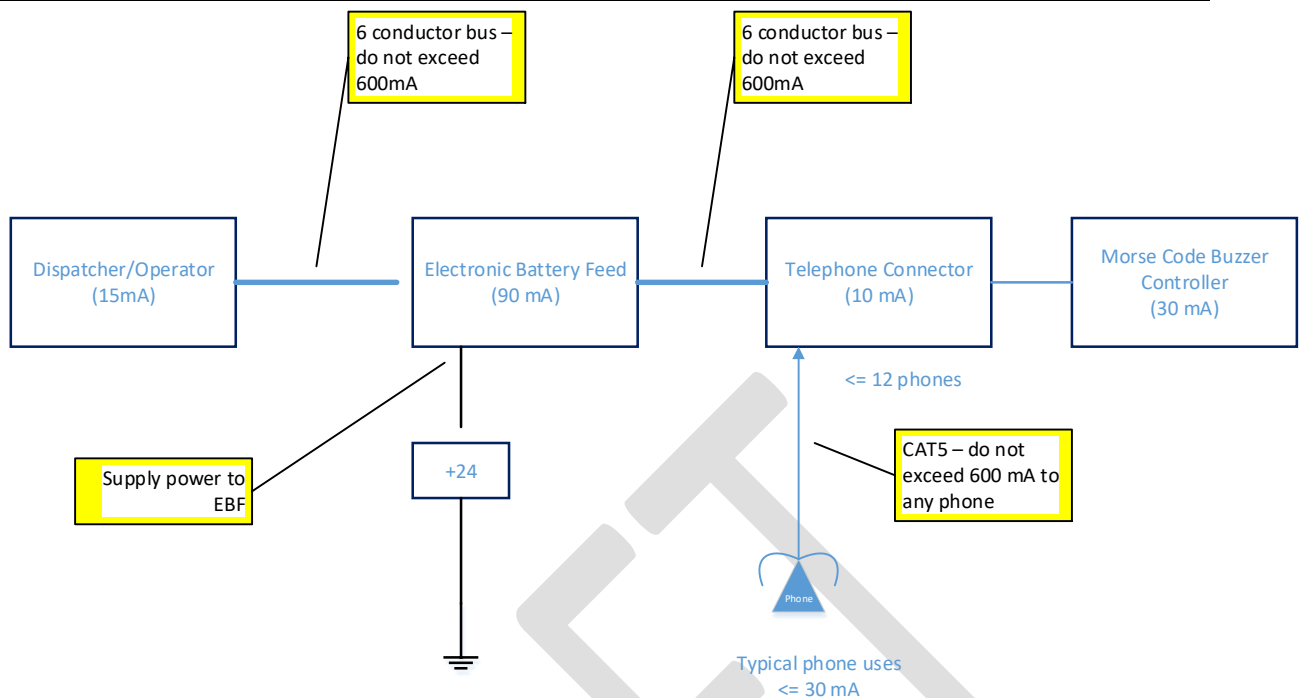 6 conductor bus –
do not exceed
600mA
6 conductor bus –
do not exceed
600mA
Dispatcher/Operator
(15mA)
Electronic Battery Feed
(90 mA)
Telephone Connector
(10 mA)
Morse Code Buzzer
Controller
(30 mA)
<= 12 phones
Supply power to
EBF
+24
CAT5 – do not
exceed 600 mA to
any phone
Phone
Typical phone uses
<= 30 mA